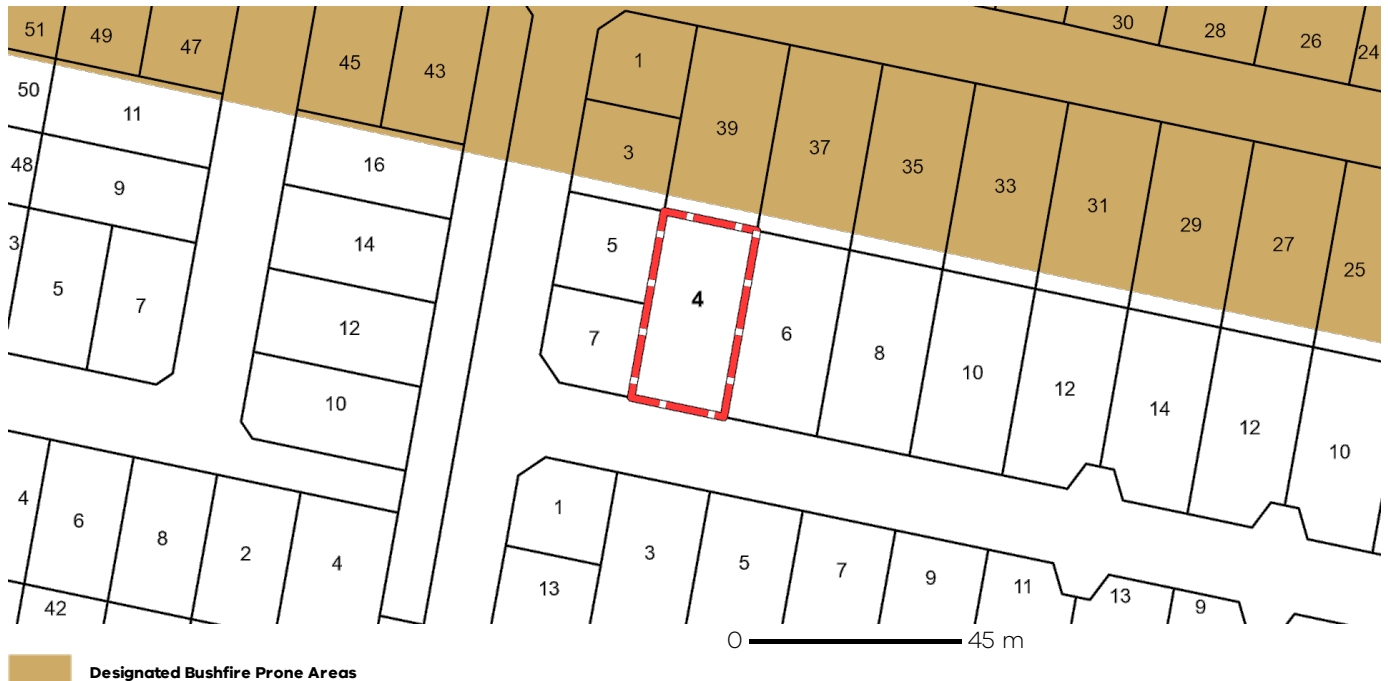 51 49 47 45 43 1 30 28 26 24
50 11 39 37
48 9 16 3 35 33 31 29 27 25
3 5 7 14 5 4
12 7 6 8 10 12 14 12 10
10
4 6 8 2 4 1 3 5 7 9 11 13 9
42 13
0 45 m
Designated Bushfire Prone Areas